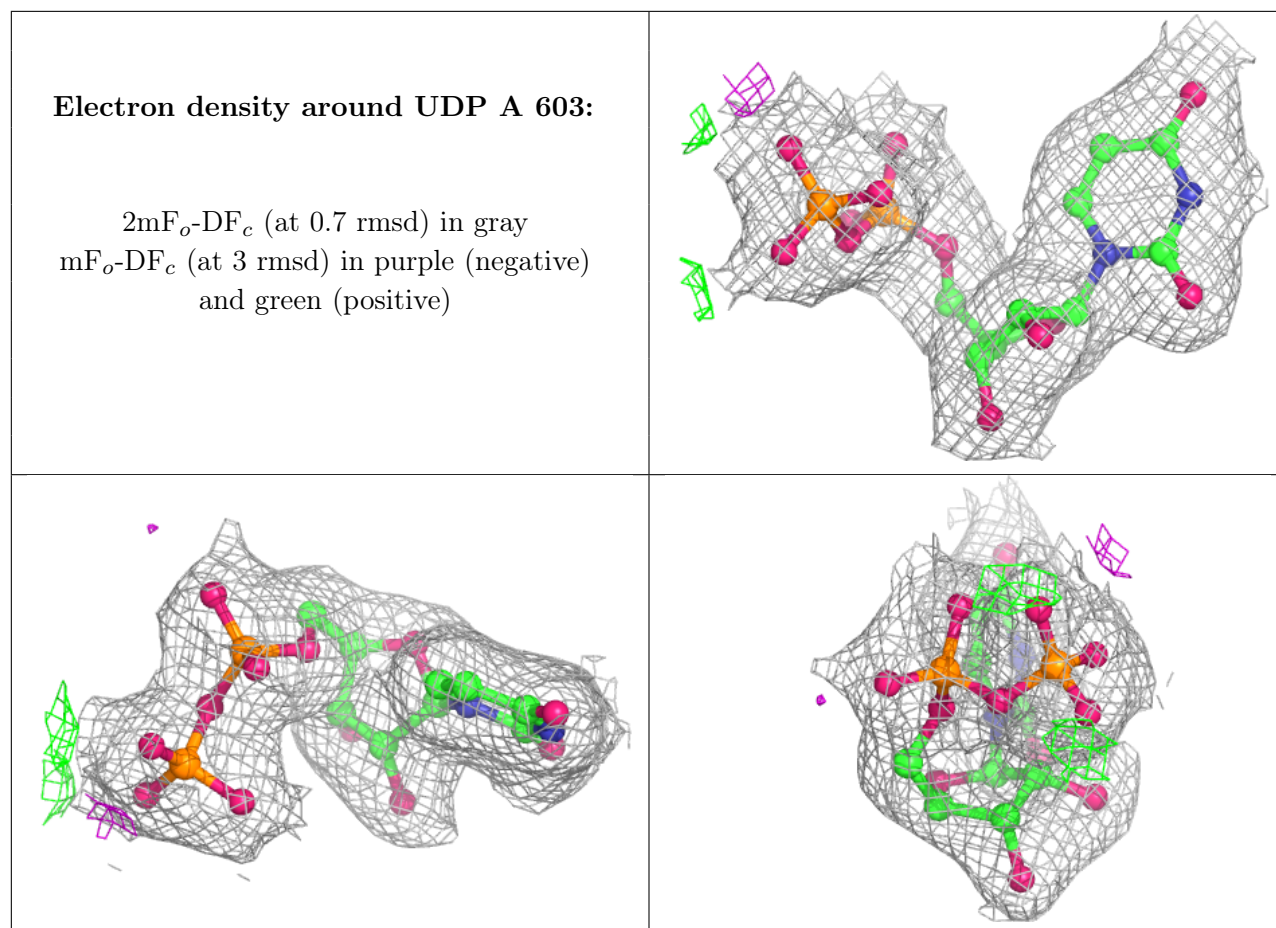 Electron density around UDP A 603:
2mFo-DFc (at 0.7 rmsd) in gray
mFo-DFc (at 3 rmsd) in purple (negative)
and green (positive)